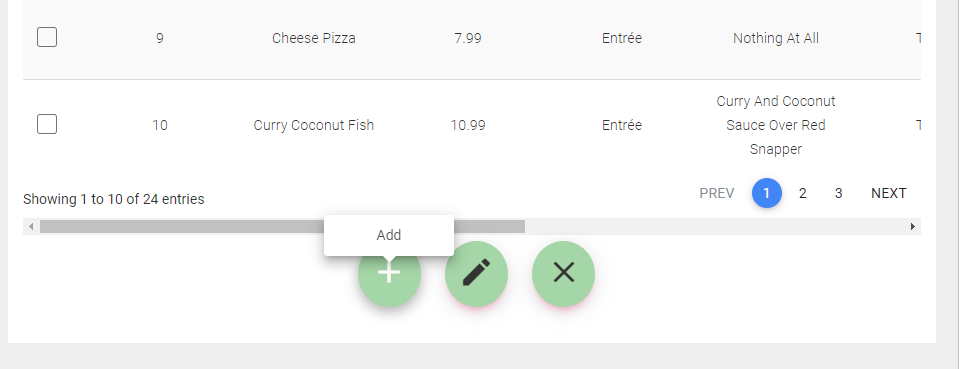 9 Cheese Pizza 7.99 Entrée Nothing At All
10 Curry Coconut Fish 10.99 Entrée Curry And Coconut
Sauce Over Red
Snapper
Showing 1 to 10 of 24 entries PREV 1 2 3 NEXT
Add